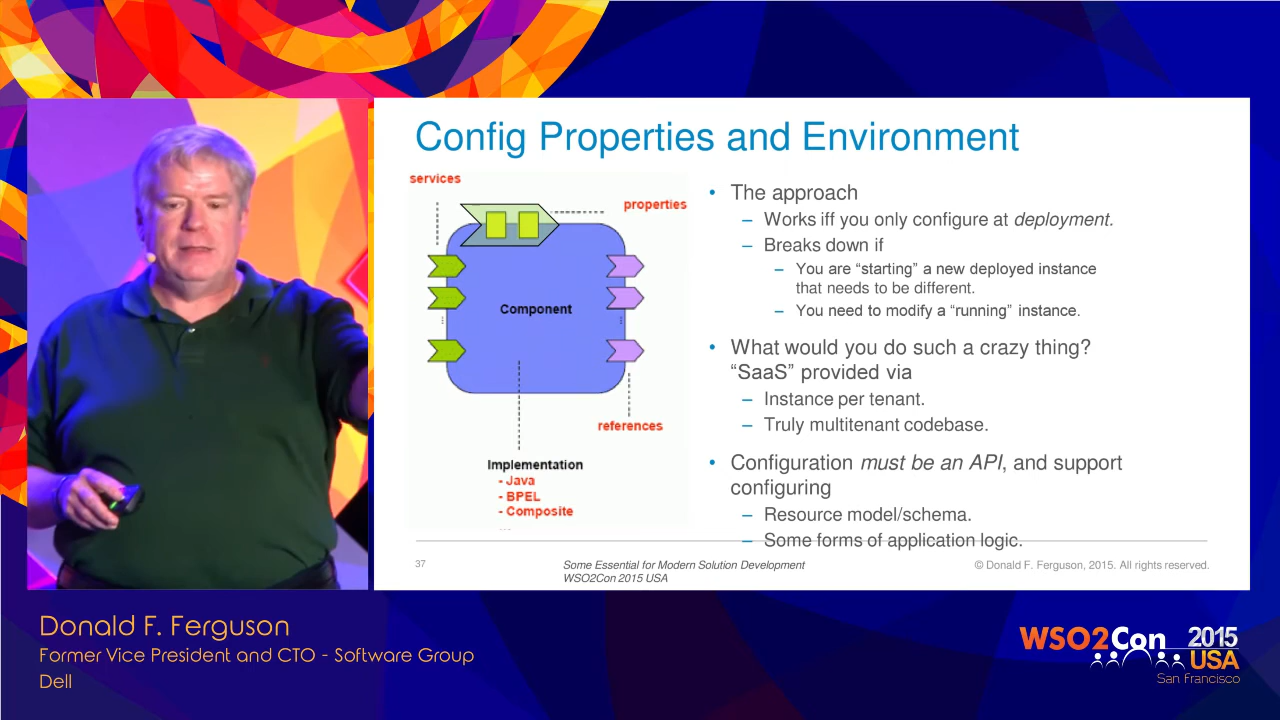 Config Properties and Environment
services
properties
Component
references
Implementation
- Java
- BPEL
- Composite
...
• The approach
– Works iff you only configure at deployment.
– Breaks down if
– You are “starting” a new deployed instance
that needs to be different.
– You need to modify a “running” instance.
• What would you do such a crazy thing?
“SaaS” provided via
– Instance per tenant.
– Truly multitenant codebase.
• Configuration must be an API, and support
configuring
– Resource model/schema.
– Some forms of application logic.
37
Some Essential for Modern Solution Development
WSO2Con 2015 USA
© Donald F. Ferguson, 2015. All rights reserved.
Donald F. Ferguson
Former Vice President and CTO - Software Group
Dell
WSO2Con 2015
USA
San Francisco